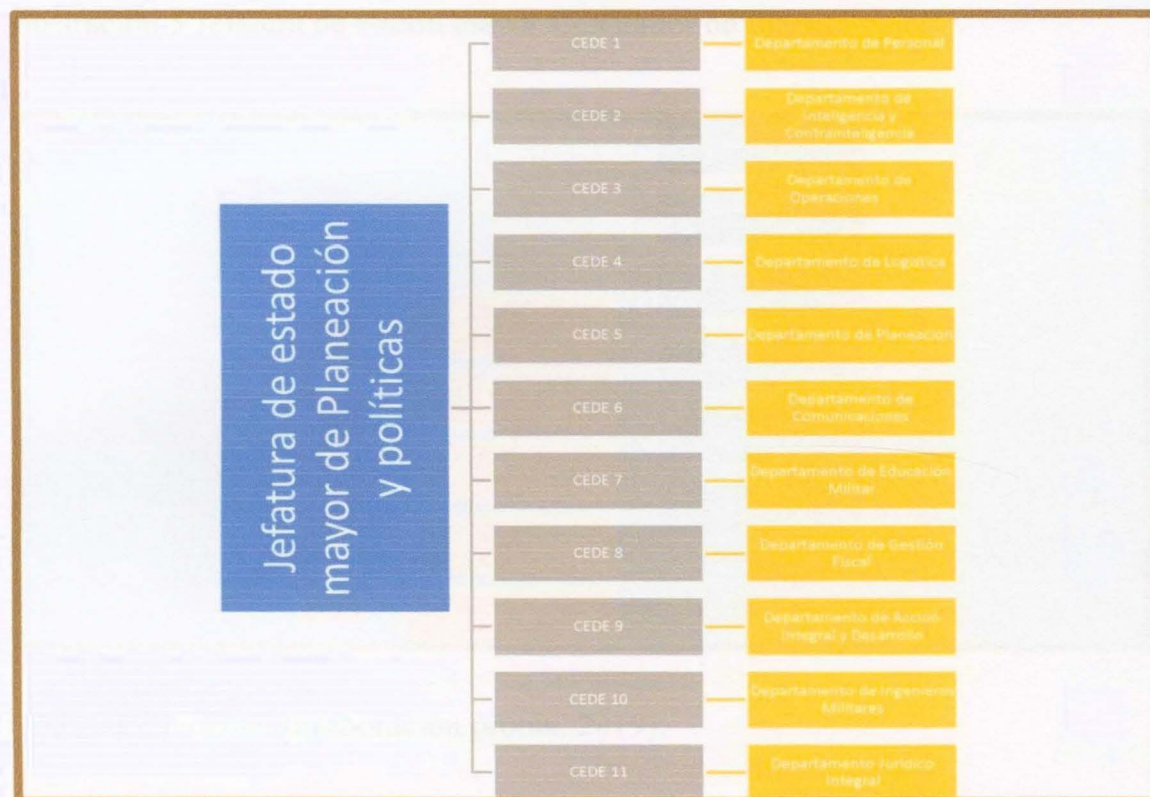 Jefatura de estado
mayor de Planeación
y políticas
CEDE 1
Departamento de Personal
CEDE 2
Departamento de
Inteligencia y
Contrainteligencia
CEDE 3
Departamento de
Operaciones
CEDE 4
Departamento de Logística
CEDE 5
Departamento de Planeación
CEDE 6
Departamento de
Comunicaciones
CEDE 7
Departamento de Educación
Militar
CEDE 8
Departamento de Gestión
Fiscal
CEDE 9
Departamento de Acción
Integral y Desarrollo
CEDE 10
Departamento de Ingenieros
Militares
CEDE 11
Departamento Jurídico
Integral